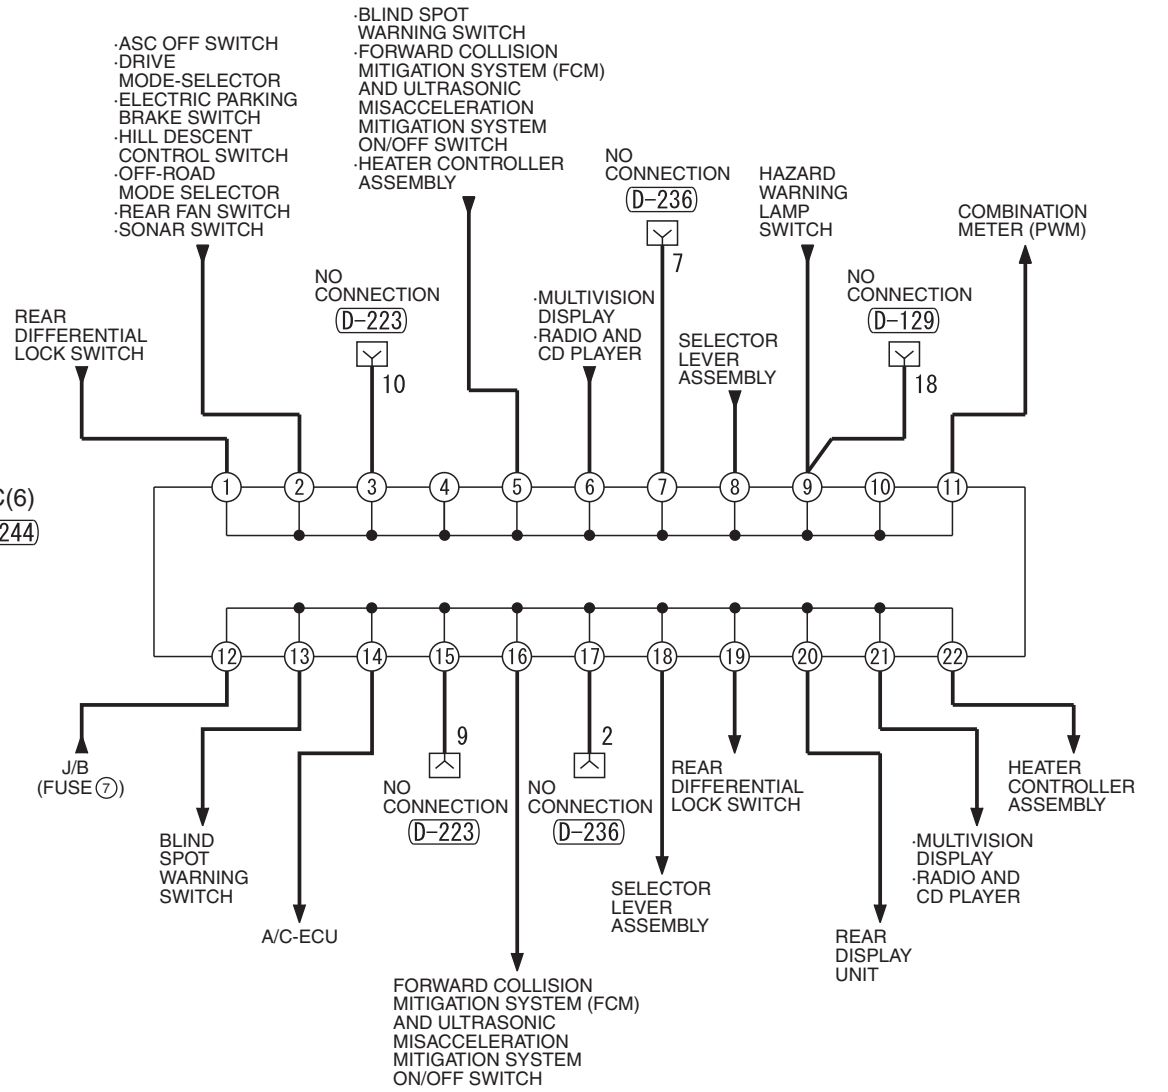 ·ASC OFF SWITCH
·DRIVE
MODE-SELECTOR
·ELECTRIC PARKING
BRAKE SWITCH
·HILL DESCENT
CONTROL SWITCH
·OFF-ROAD
MODE SELECTOR
·REAR FAN SWITCH
·SONAR SWITCH
·BLIND SPOT
WARNING SWITCH
·FORWARD COLLISION
MITIGATION SYSTEM (FCM)
AND ULTRASONIC
MISACCELERATION
MITIGATION SYSTEM
ON/OFF SWITCH
·HEATER CONTROLLER
ASSEMBLY
NO
CONNECTION
D-236
7
HAZARD
WARNING
LAMP
SWITCH
COMBINATION
METER (PWM)
REAR
DIFFERENTIAL
LOCK SWITCH
NO
CONNECTION
D-223
10
·MULTIVISION
DISPLAY
·RADIO AND
CD PLAYER
SELECTOR
LEVER
ASSEMBLY
NO
CONNECTION
D-129
18
1 2 3 4 5 6 7 8 9 10 11
C(6)
244
12 13 14 15 16 17 18 19 20 21 22
J/B
(FUSE 7)
BLIND
SPOT
WARNING
SWITCH
A/C-ECU
9
NO
CONNECTION
D-223
FORWARD COLLISION
MITIGATION SYSTEM (FCM)
AND ULTRASONIC
MISACCELERATION
MITIGATION SYSTEM
ON/OFF SWITCH
2
NO
CONNECTION
D-236
SELECTOR
LEVER
ASSEMBLY
REAR
DIFFERENTIAL
LOCK SWITCH
REAR
DISPLAY
UNIT
·MULTIVISION
DISPLAY
·RADIO AND
CD PLAYER
HEATER
CONTROLLER
ASSEMBLY